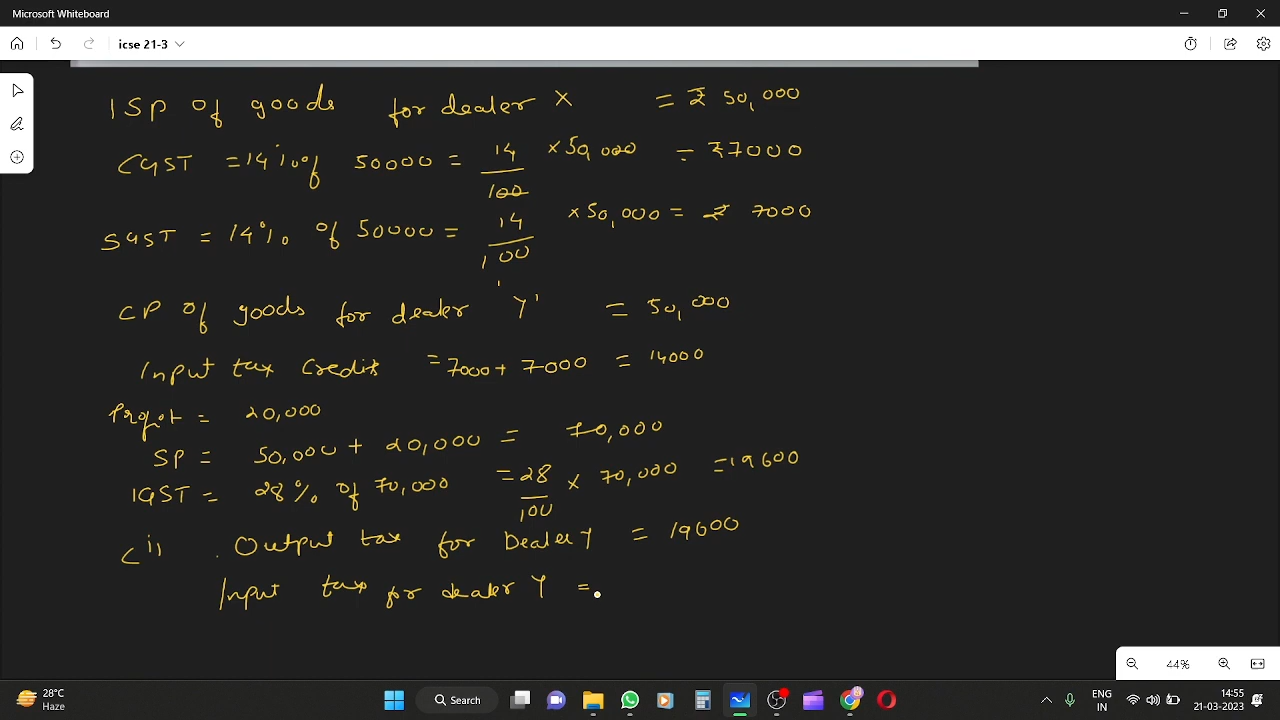 Microsoft Whiteboard
icse 21-3
SP of goods for dealer X = ₹ 50,000
CGST = 14% of 50000 = 14/100 × 50,000 = ₹7000
SGST = 14% of 50000 = 14/100 × 50,000 = ₹ 7000
CP of goods for dealer 'Y' = 50,000
Input tax Credit = 7000 + 7000 = 14000
Profit = 20,000
SP = 50,000 + 20,000 = 70,000
IGST = 28% of 70,000 = 28/100 × 70,000 = 19600
(i) Output tax for Dealer Y = 19600
Input tax for dealer Y =
44%
28°C
Haze
Search
ENG
IN
14:55
21-03-2023